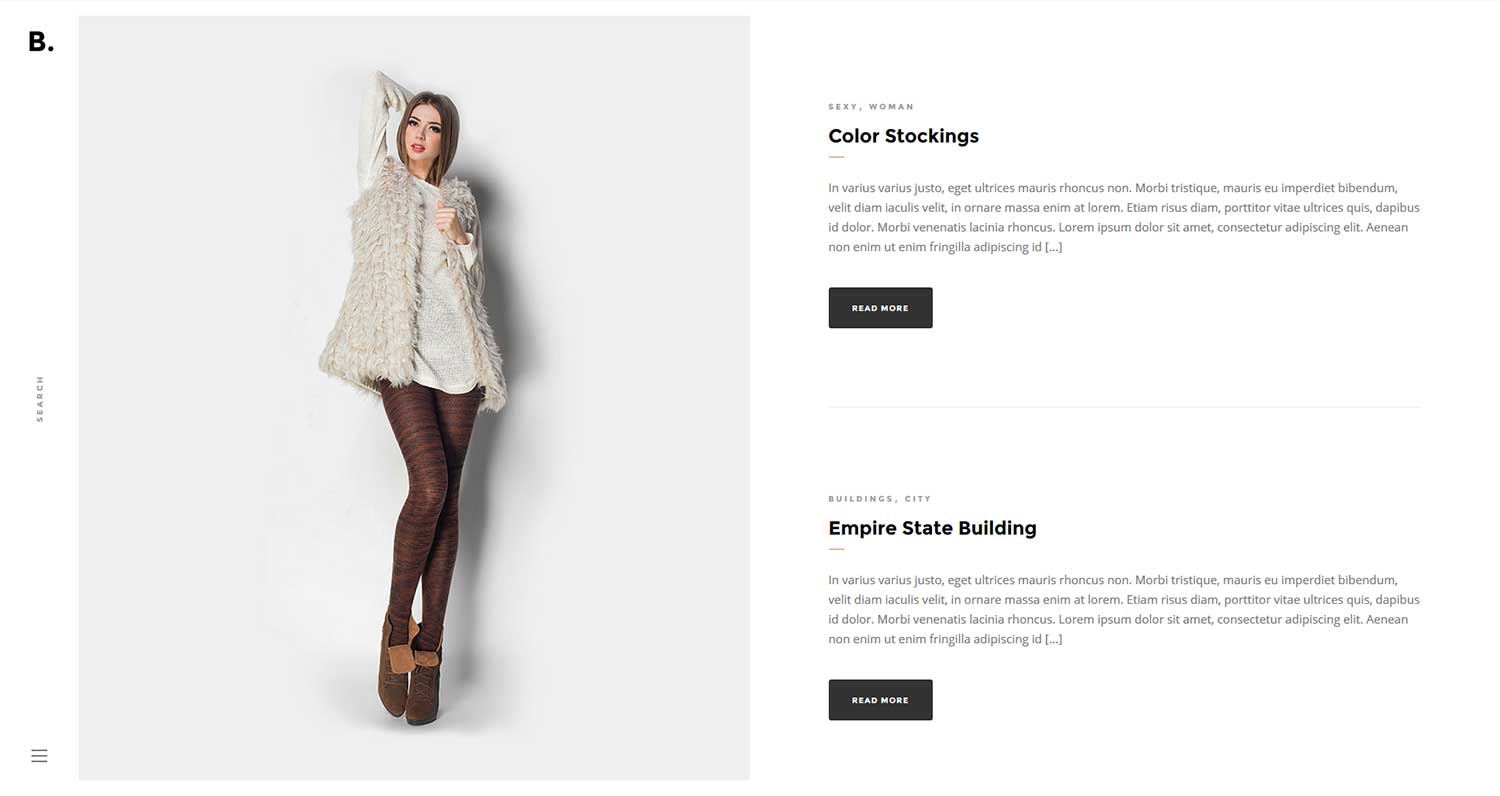 B.
SEARCH
SEXY, WOMAN
Color Stockings
In varius varius justo, eget ultrices mauris rhoncus non. Morbi tristique, mauris eu imperdiet bibendum,
velit diam iaculis velit, in ornare massa enim at lorem. Etiam risus diam, porttitor vitae ultrices quis, dapibus
id dolor. Morbi venenatis lacinia rhoncus. Lorem ipsum dolor sit amet, consectetur adipiscing elit. Aenean
non enim ut enim fringilla adipiscing id [...]
READ MORE
BUILDINGS, CITY
Empire State Building
In varius varius justo, eget ultrices mauris rhoncus non. Morbi tristique, mauris eu imperdiet bibendum,
velit diam iaculis velit, in ornare massa enim at lorem. Etiam risus diam, porttitor vitae ultrices quis, dapibus
id dolor. Morbi venenatis lacinia rhoncus. Lorem ipsum dolor sit amet, consectetur adipiscing elit. Aenean
non enim ut enim fringilla adipiscing id [...]
READ MORE